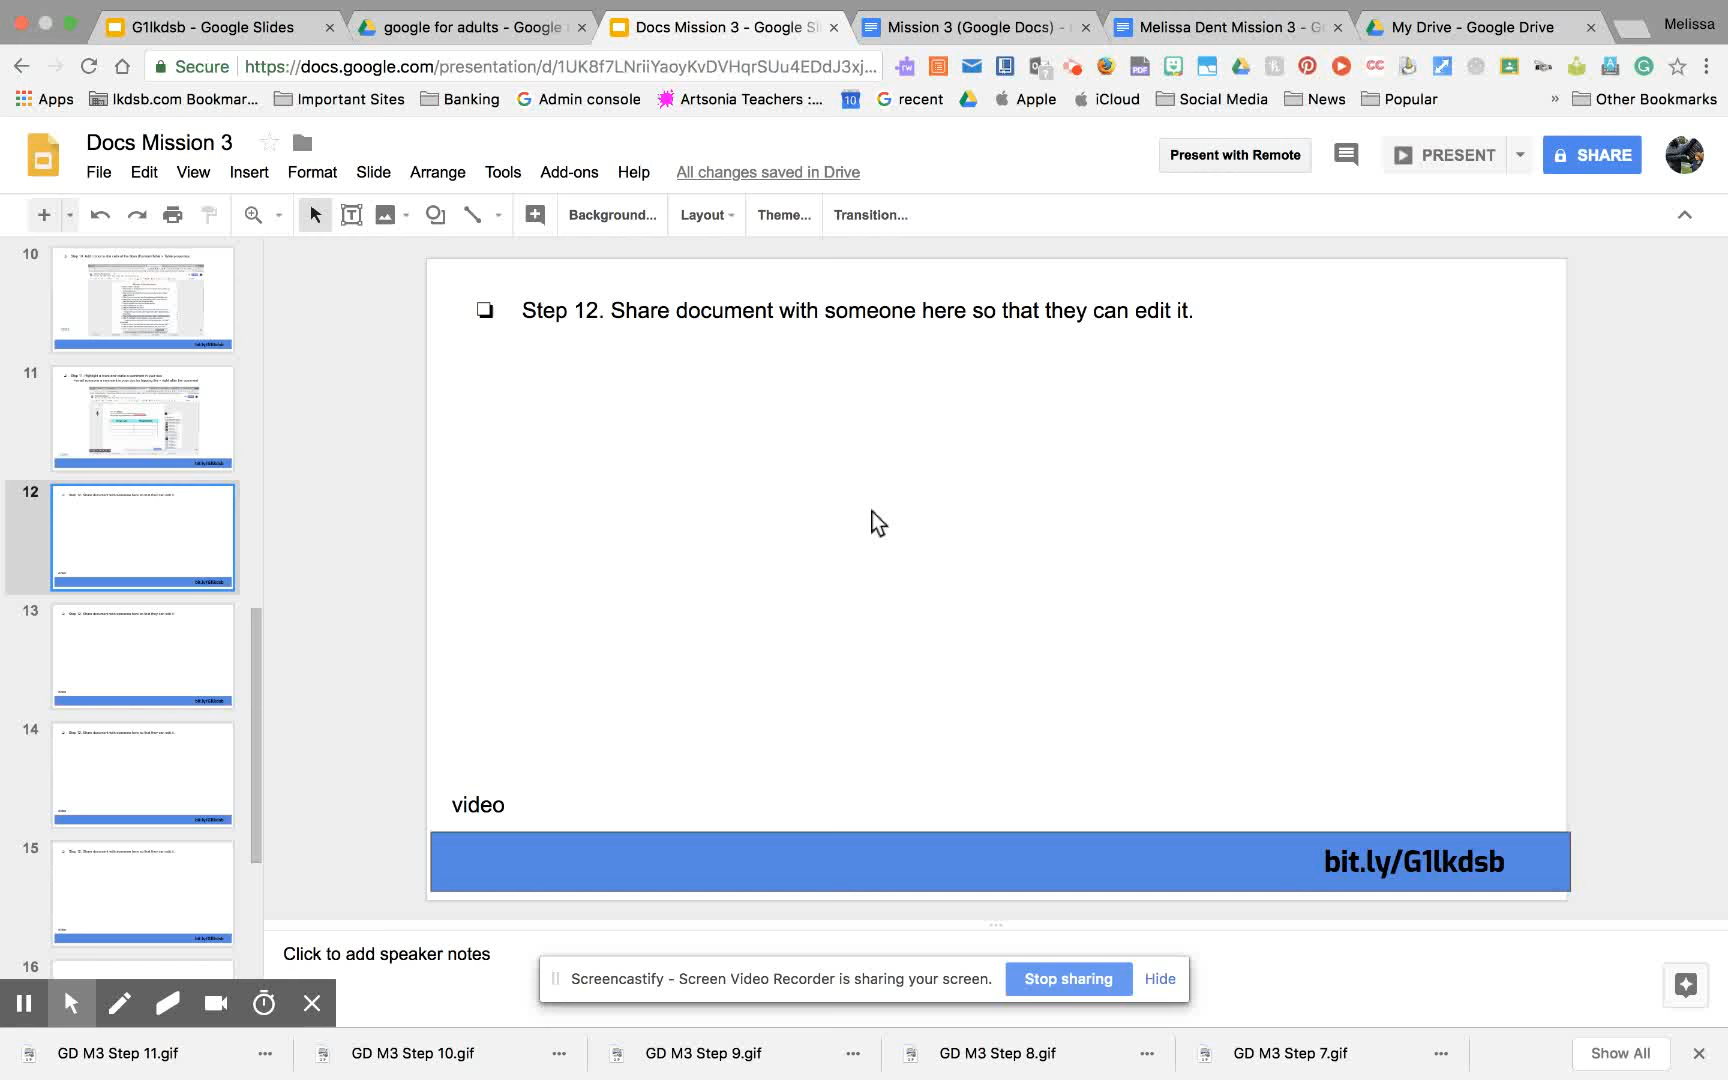 G1lkdsb - Google Slides
google for adults - Google
Docs Mission 3 - Google Sl
Mission 3 (Google Docs) -
Melissa Dent Mission 3 - G
My Drive - Google Drive
Melissa
Secure
https://docs.google.com/presentation/d/1UK8f7LNriiYaoyKvDVHqrSUu4EDdJ3xj...
Apps
lkdsb.com Bookmar...
Important Sites
Banking
Admin console
Artsonia Teachers :...
10
recent
Apple
iCloud
Social Media
News
Popular
»
Other Bookmarks
Docs Mission 3
Present with Remote
PRESENT
SHARE
File Edit View Insert Format Slide Arrange Tools Add-ons Help
All changes saved in Drive
Background...
Layout
Theme...
Transition...
10
11
12
13
14
15
16
Step 12. Share document with someone here so that they can edit it.
video
bit.ly/G1lkdsb
Click to add speaker notes
Screencastify - Screen Video Recorder is sharing your screen.
Stop sharing
Hide
GD M3 Step 11.gif
GD M3 Step 10.gif
GD M3 Step 9.gif
GD M3 Step 8.gif
GD M3 Step 7.gif
Show All